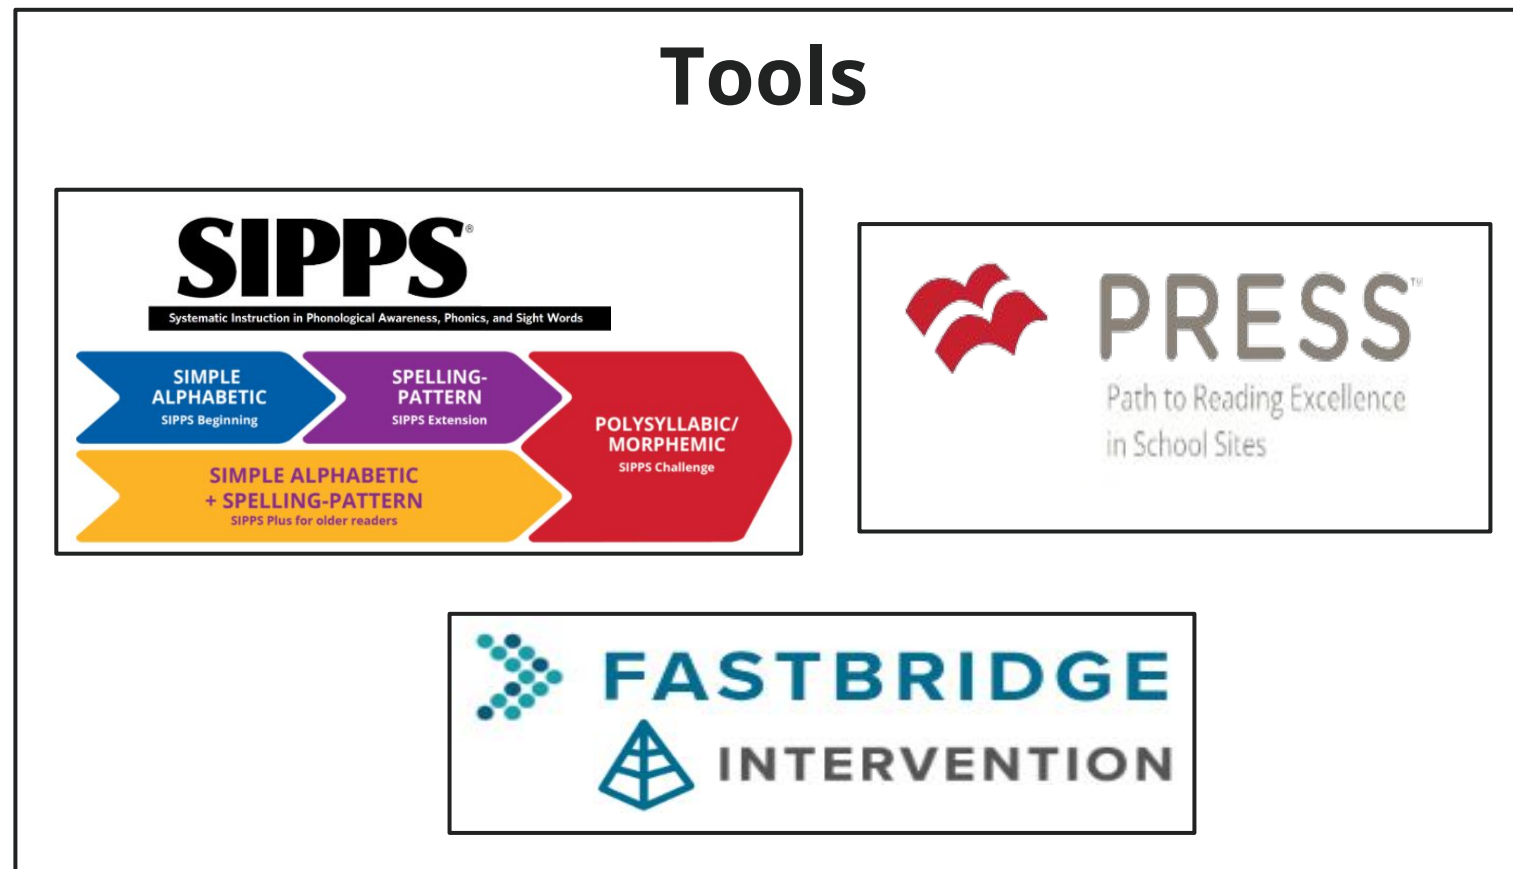 Tools
SIPPS®
Systematic Instruction in Phonological Awareness, Phonics, and Sight Words
SIMPLE
ALPHABETIC
SIPPS Beginning
SPELLING-
PATTERN
SIPPS Extension
POLYSYLLABIC/
MORPHEMIC
SIPPS Challenge
SIMPLE ALPHABETIC
+ SPELLING-PATTERN
SIPPS Plus for older readers
PRESS™
Path to Reading Excellence
in School Sites
FASTBRIDGE
INTERVENTION